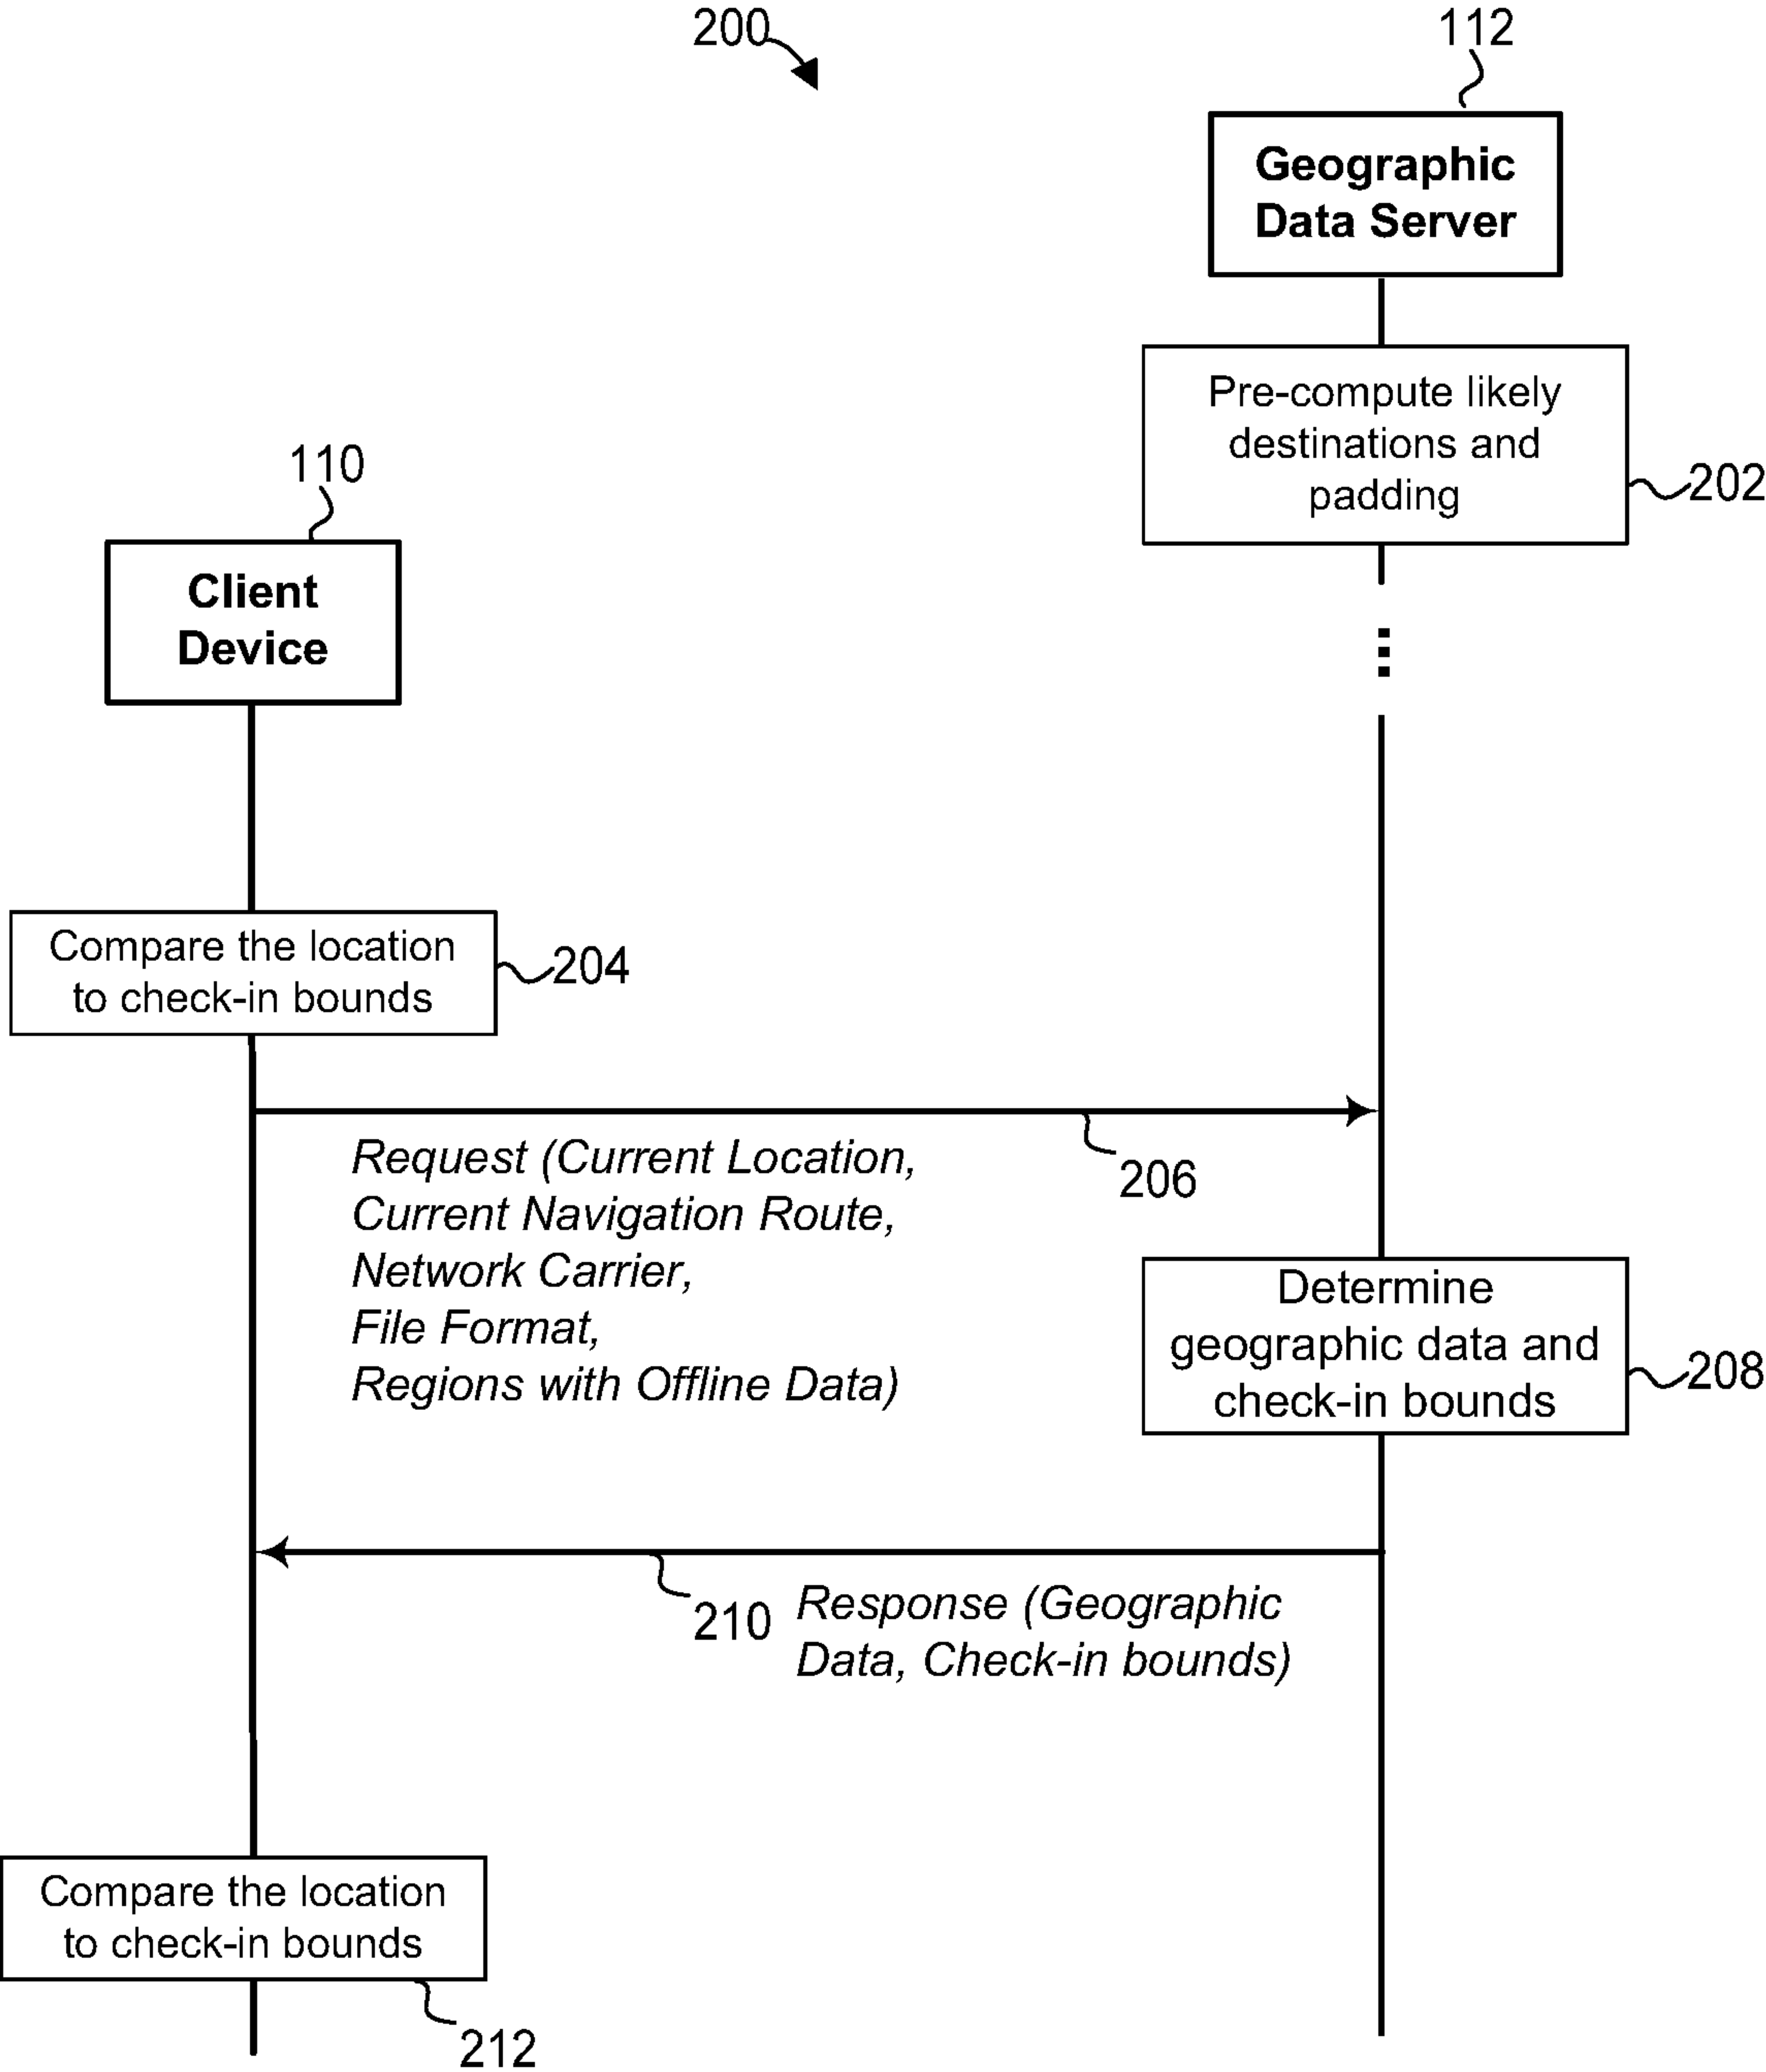 200
112
Geographic
Data Server
Pre-compute likely
destinations and
padding
202
110
Client
Device
Compare the location
to check-in bounds
204
206
Request (Current Location,
Current Navigation Route,
Network Carrier,
File Format,
Regions with Offline Data)
Determine
geographic data and
check-in bounds
208
210
Response (Geographic
Data, Check-in bounds)
Compare the location
to check-in bounds
212